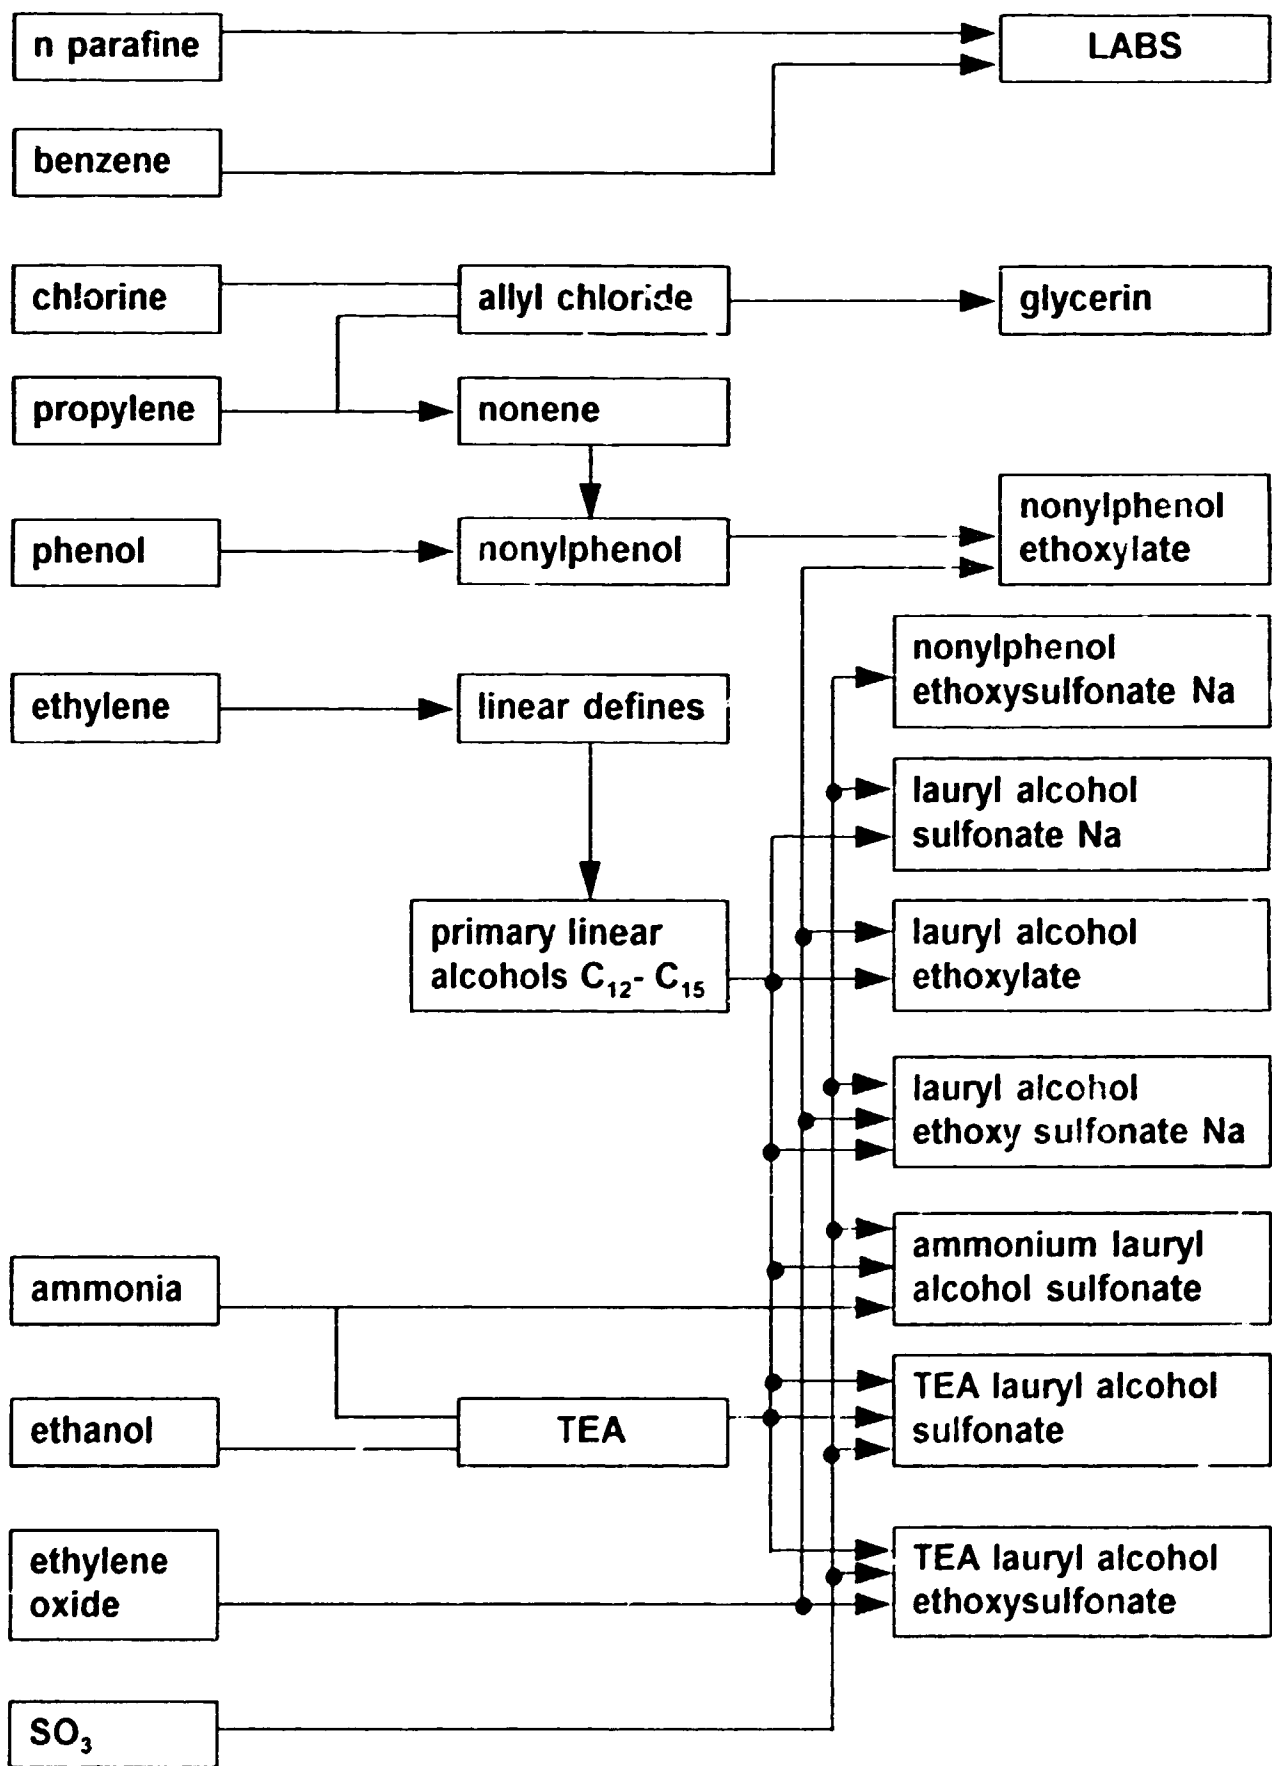 n parafine
LABS
benzene
chlorine
allyl chloride
glycerin
propylene
nonene
phenol
nonylphenol
nonylphenol
ethoxylate
nonylphenol
ethoxysulfonate Na
ethylene
linear defines
lauryl alcohol
sulfonate Na
primary linear
alcohols C₁₂- C₁₅
lauryl alcohol
ethoxylate
lauryl alcohol
ethoxy sulfonate Na
ammonia
ammonium lauryl
alcohol sulfonate
ethanol
TEA
TEA lauryl alcohol
sulfonate
ethylene
oxide
TEA lauryl alcohol
ethoxysulfonate
SO₃